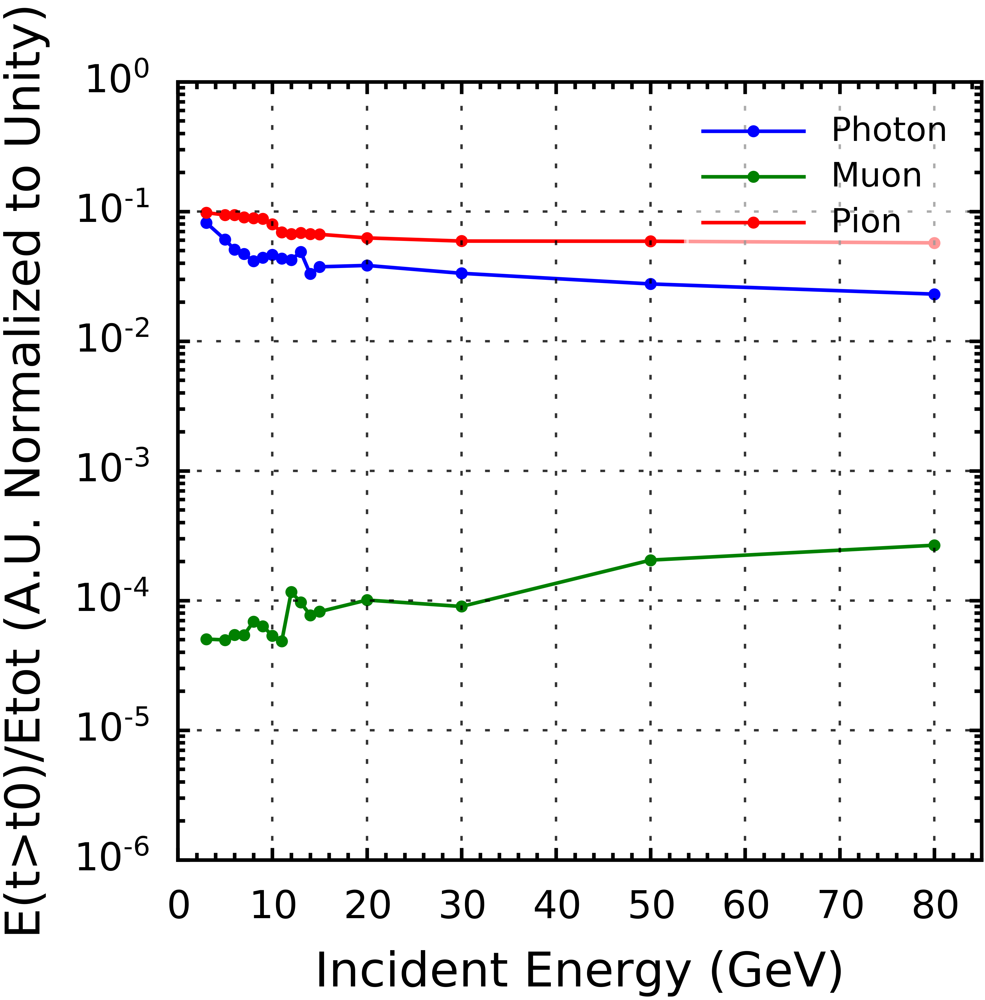 E(t>t0)/Etot (A.U. Normalized to Unity)
10^0
10^-1
10^-2
10^-3
10^-4
10^-5
10^-6
Photon
Muon
Pion
0 10 20 30 40 50 60 70 80
Incident Energy (GeV)